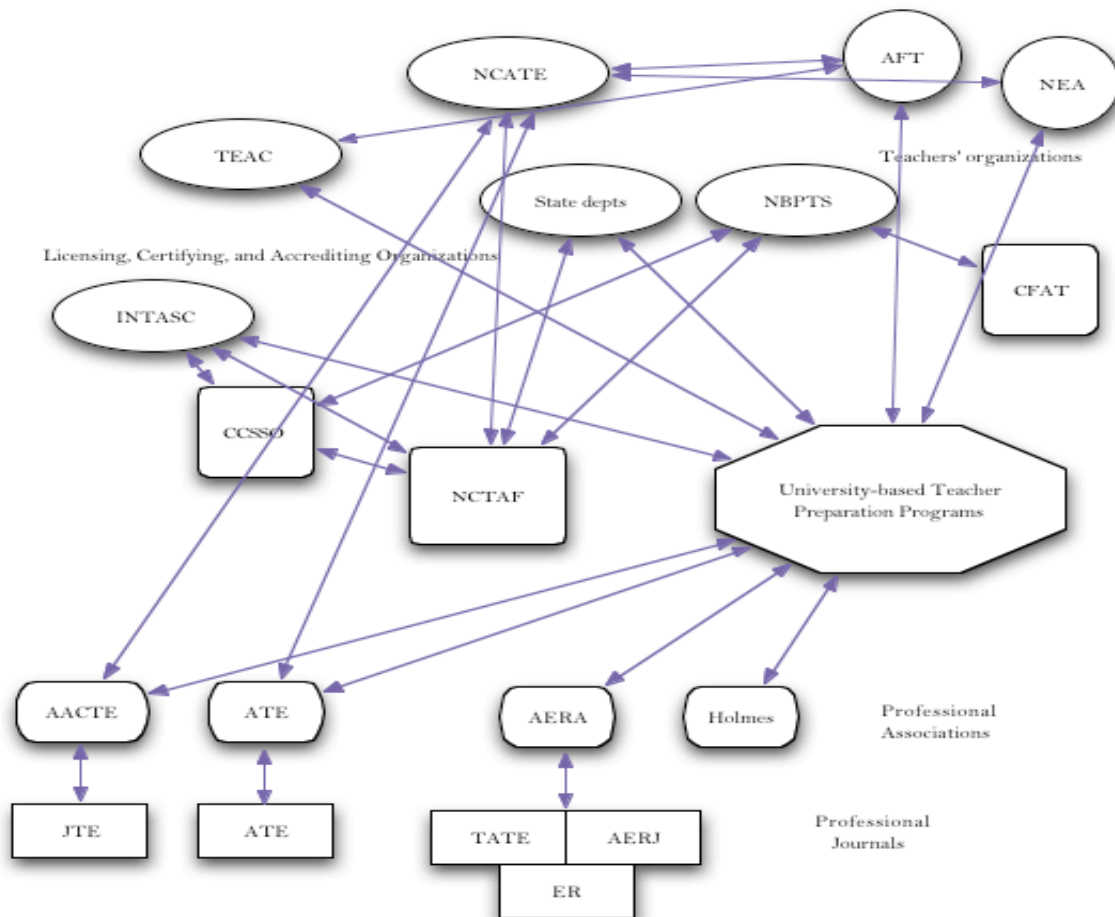 AFT
NCATE
NEA
TEAC
Teachers' organizations
State depts
NBPTS
Licensing, Certifying, and Accrediting Organizations
CFAT
INTASC
CCSSO
NCTAF
University-based Teacher
Preparation Programs
AACTE
ATE
AERA
Holmes
Professional
Associations
JTE
ATE
TATE
AERJ
Professional
Journals
ER